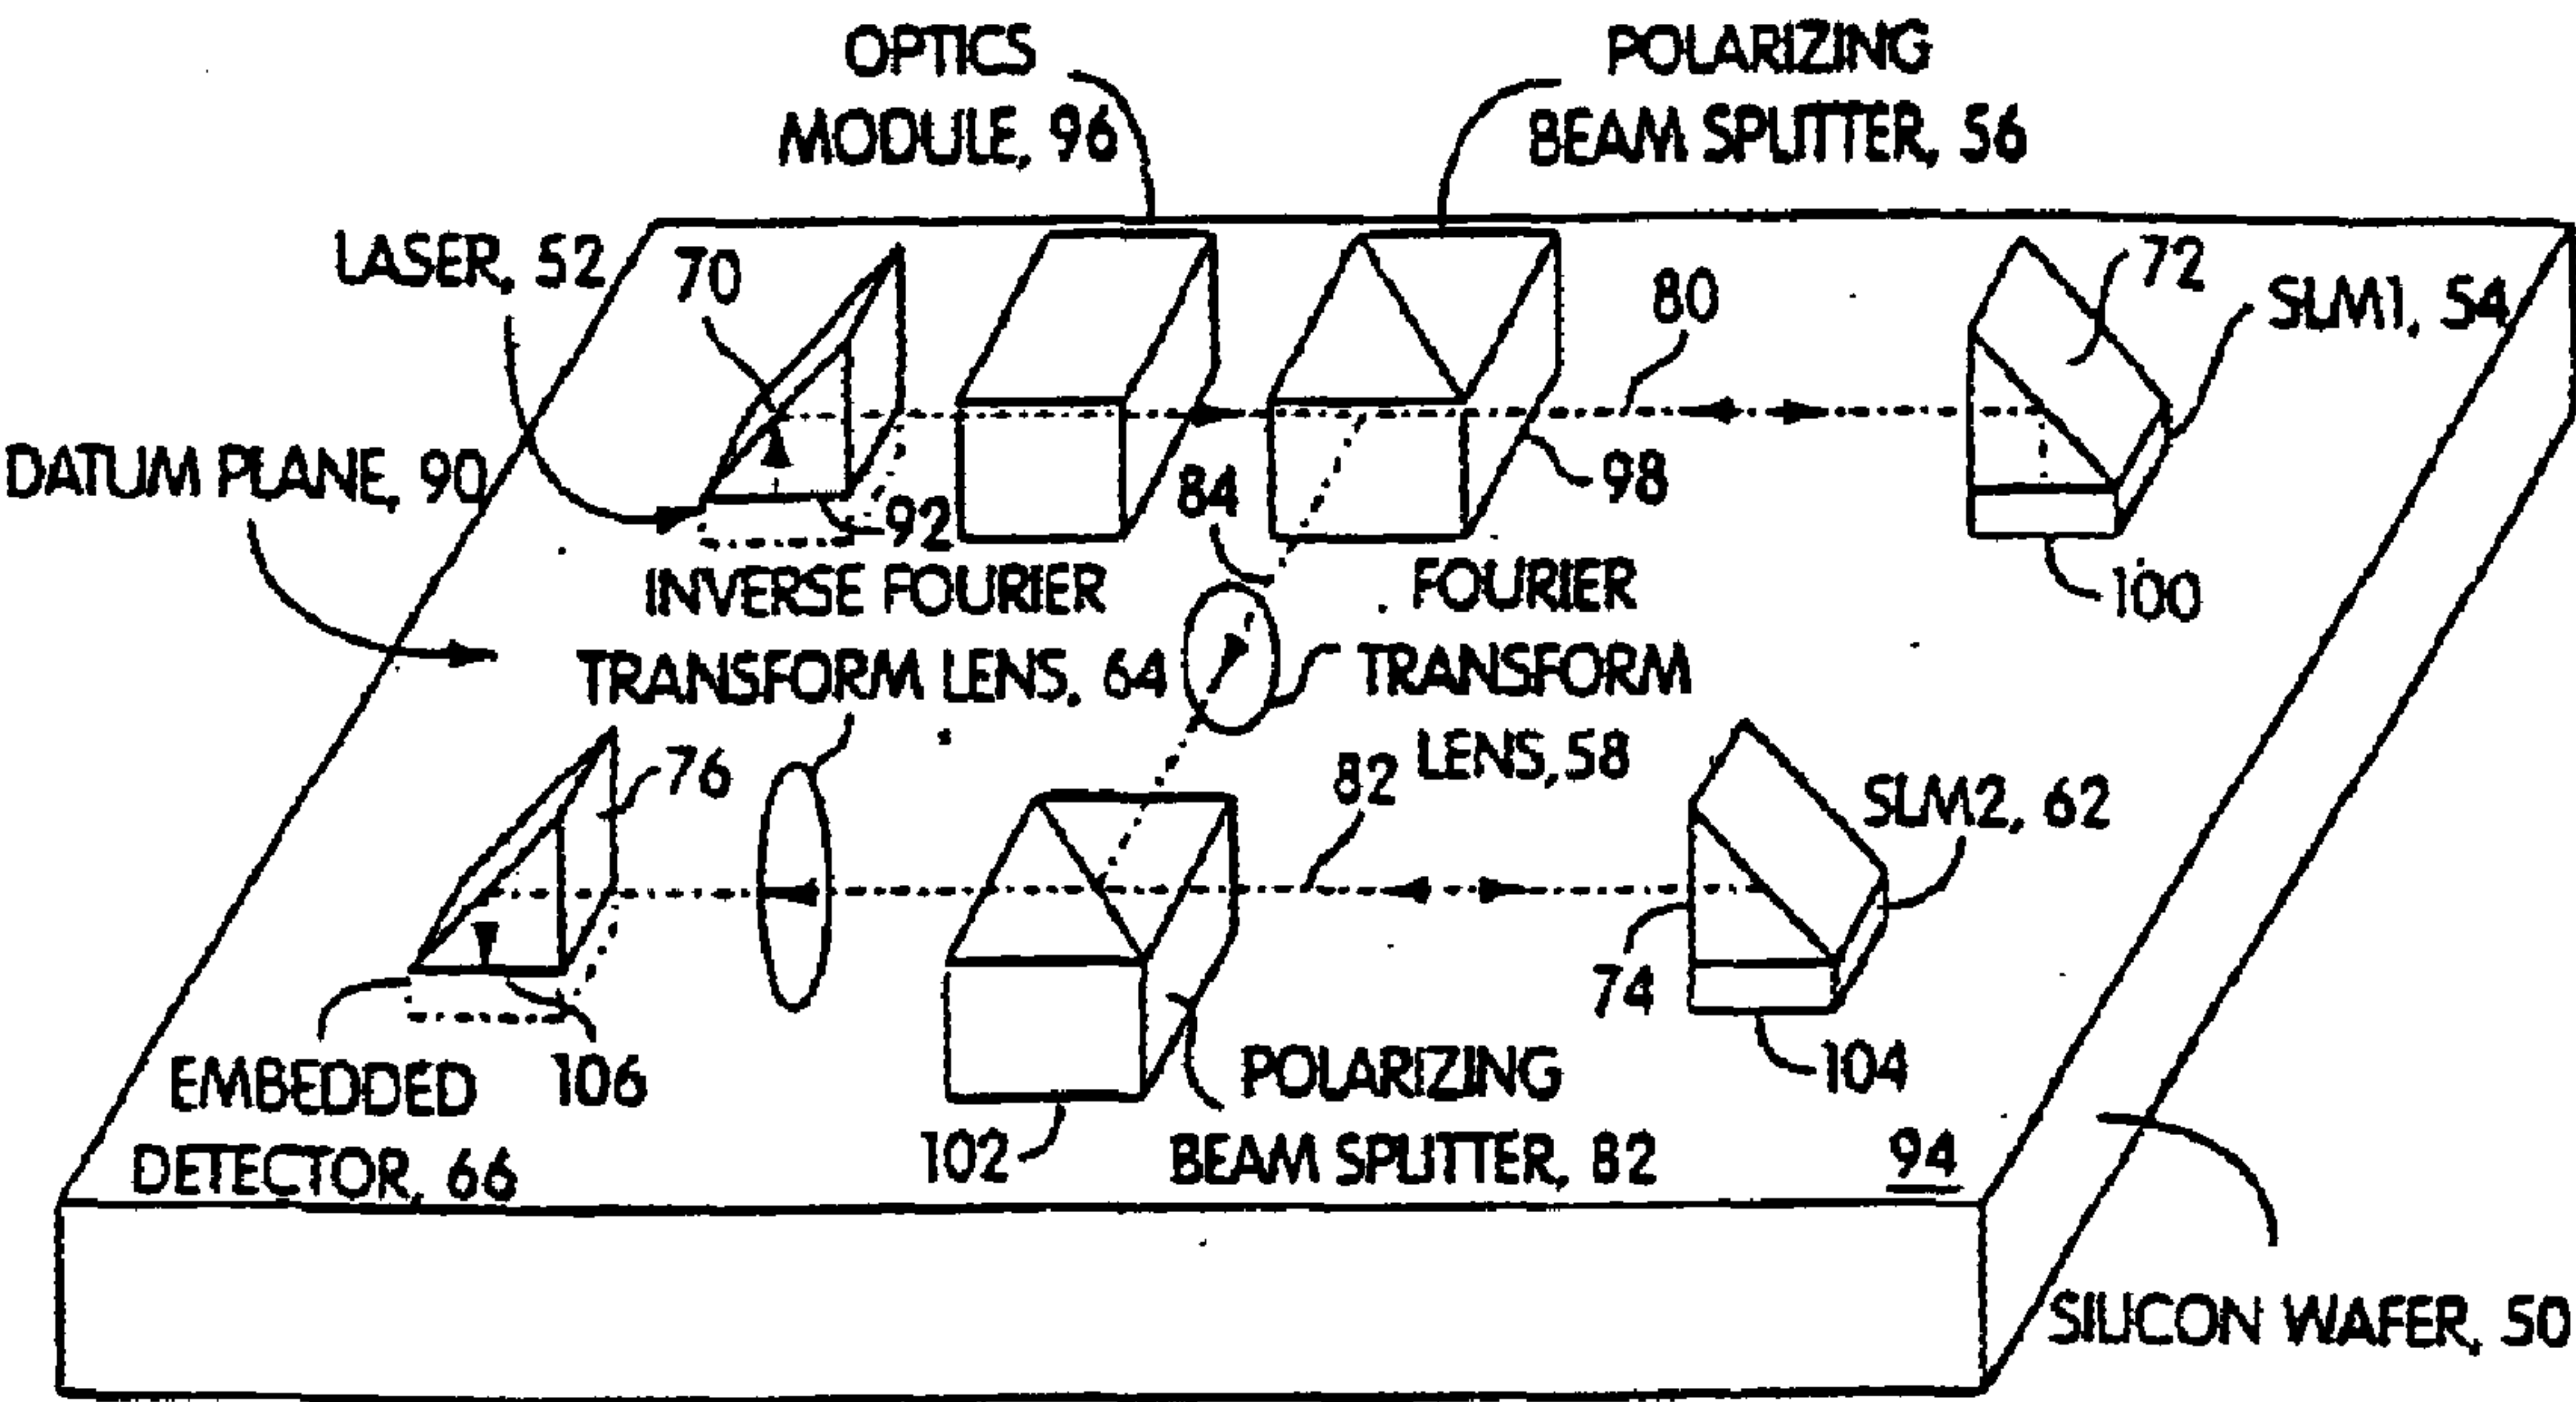 OPTICS
MODULE, 96
POLARIZING
BEAM SPLITTER, 56
LASER, 52
70
80
72
SLM1, 54
DATUM PLANE, 90
92
84
98
100
INVERSE FOURIER
TRANSFORM LENS, 64
FOURIER
TRANSFORM
LENS, 58
76
82
SLM2, 62
74
104
EMBEDDED
DETECTOR, 66
106
102
POLARIZING
BEAM SPLITTER, 82
94
SILICON WAFER, 50